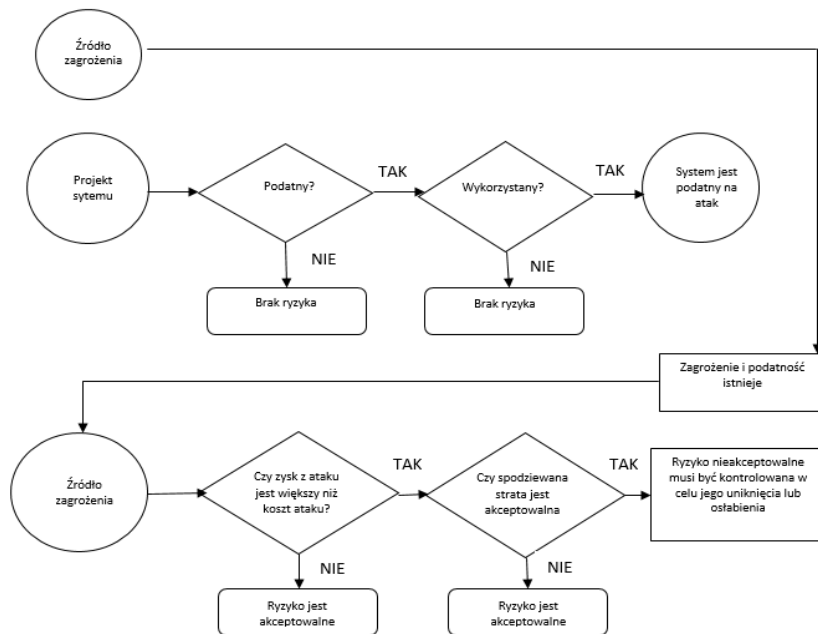 Źródło
zagrożenia
Projekt
sytemu
Podatny?
TAK
Wykorzystany?
TAK
System jest
podatny na
atak
NIE
Brak ryzyka
NIE
Brak ryzyka
Zagrożenie i podatność
istnieje
Źródło
zagrożenia
Czy zysk z ataku
jest większy niż
koszt ataku?
TAK
Czy spodziewana
strata jest
akceptowalna
TAK
Ryzyko nieakceptowalne
musi być kontrolowana w
celu jego uniknięcia lub
osłabienia
NIE
Ryzyko jest
akceptowalne
NIE
Ryzyko jest
akceptowalne